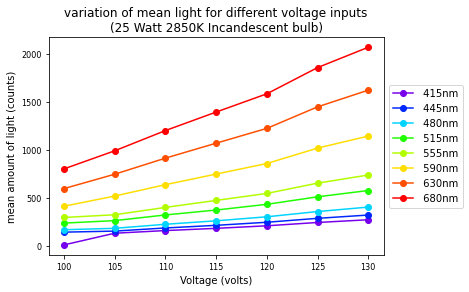 variation of mean light for different voltage inputs
(25 Watt 2850K Incandescent bulb)
mean amount of light (counts)
2000
1500
1000
500
0
100 105 110 115 120 125 130
Voltage (volts)
415nm
445nm
480nm
515nm
555nm
590nm
630nm
680nm